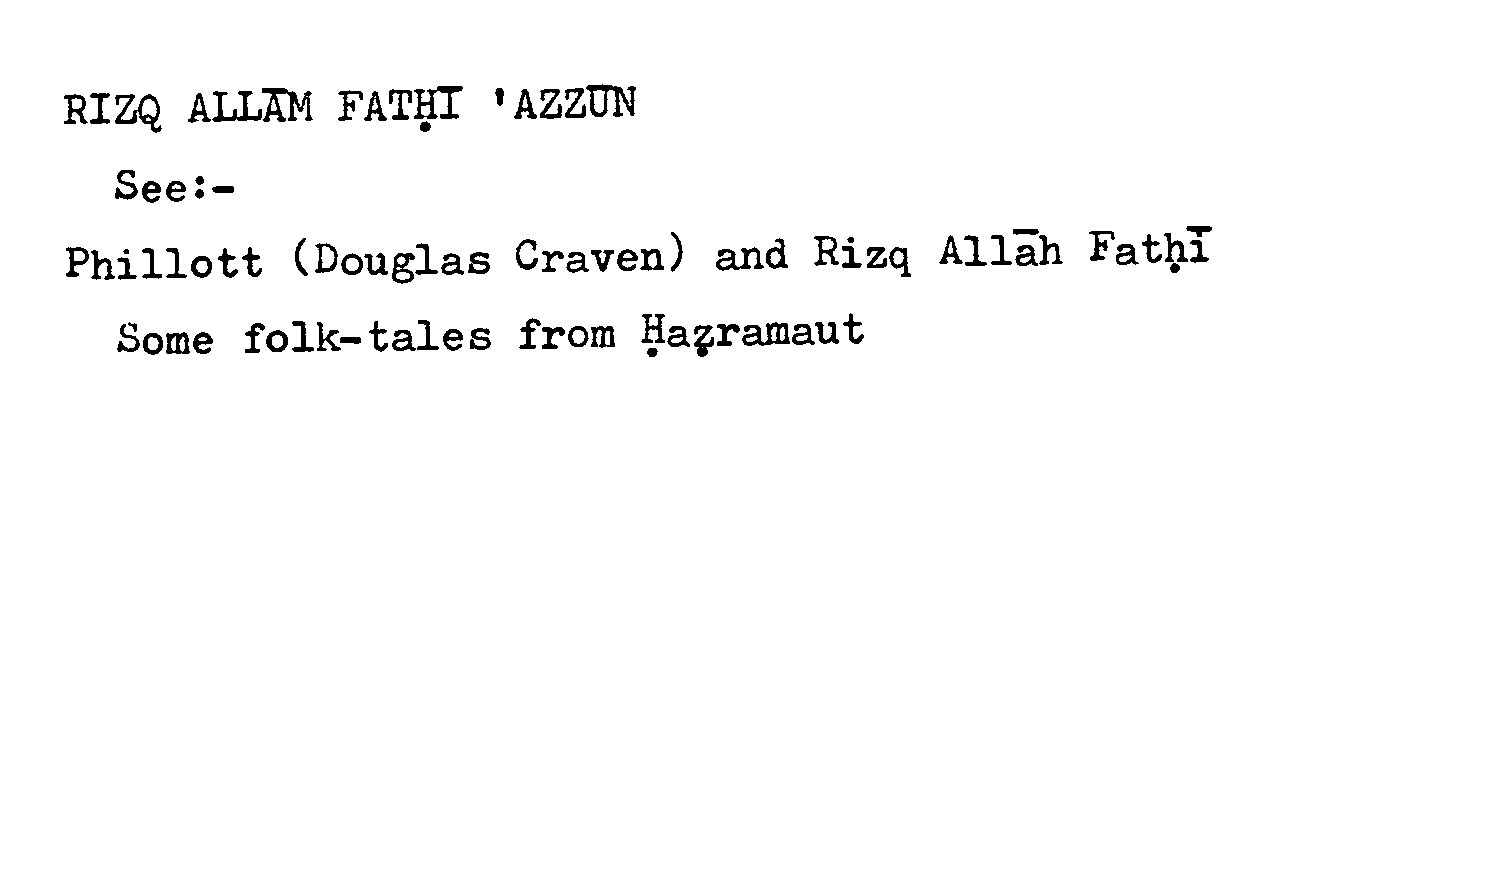 RIZQ ALLĀM FATḤĪ 'AZZŪN
See:-
Phillott (Douglas Craven) and Rizq Allāh Fatḥī
Some folk-tales from Ḥaẓramaut